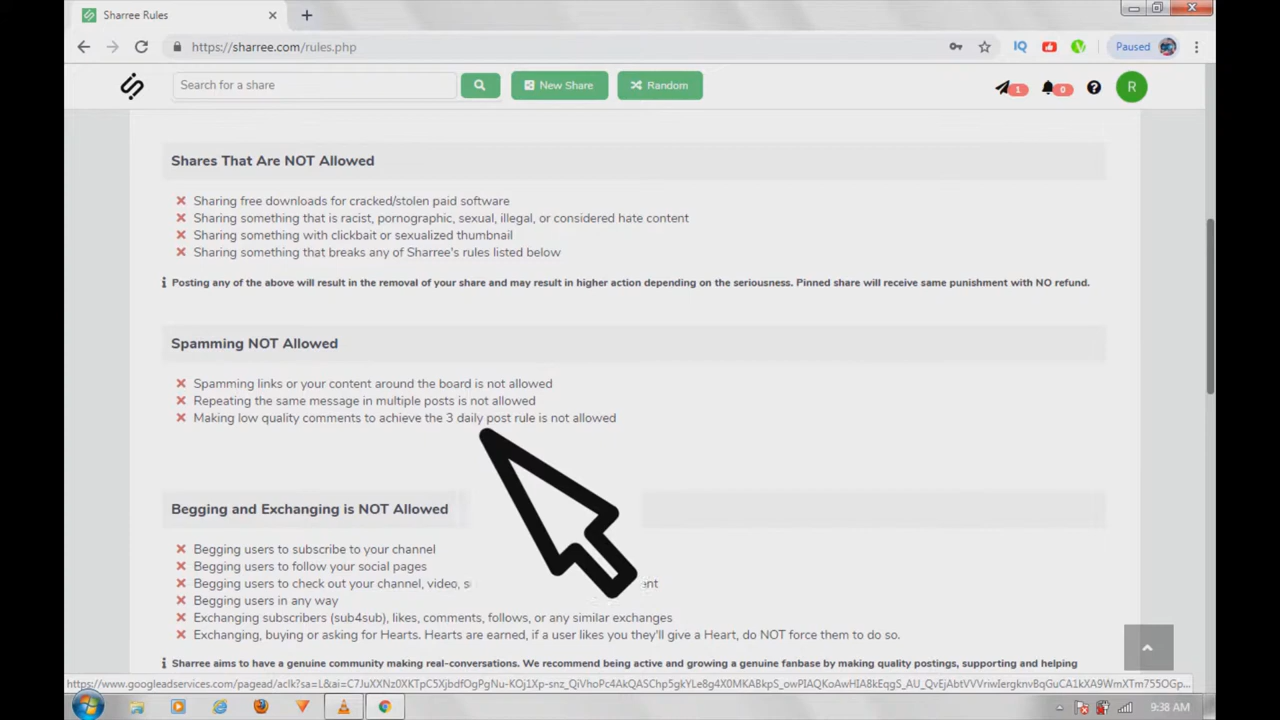 Sharree Rules
https://sharree.com/rules.php
IQ
Paused
Search for a share
New Share
Random
1
0
R
Shares That Are NOT Allowed
Sharing free downloads for cracked/stolen paid software
Sharing something that is racist, pornographic, sexual, illegal, or considered hate content
Sharing something with clickbait or sexualized thumbnail
Sharing something that breaks any of Sharree's rules listed below
Posting any of the above will result in the removal of your share and may result in higher action depending on the seriousness. Pinned share will receive same punishment with NO refund.
Spamming NOT Allowed
Spamming links or your content around the board is not allowed
Repeating the same message in multiple posts is not allowed
Making low quality comments to achieve the 3 daily post rule is not allowed
Begging and Exchanging is NOT Allowed
Begging users to subscribe to your channel
Begging users to follow your social pages
Begging users to check out your channel, video, s ent
Begging users in any way
Exchanging subscribers (sub4sub), likes, comments, follows, or any similar exchanges
Exchanging, buying or asking for Hearts. Hearts are earned, if a user likes you they'll give a Heart, do NOT force them to do so.
Sharree aims to have a genuine community making real-conversations. We recommend being active and growing a genuine fanbase by making quality postings, supporting and helping
9:38 AM